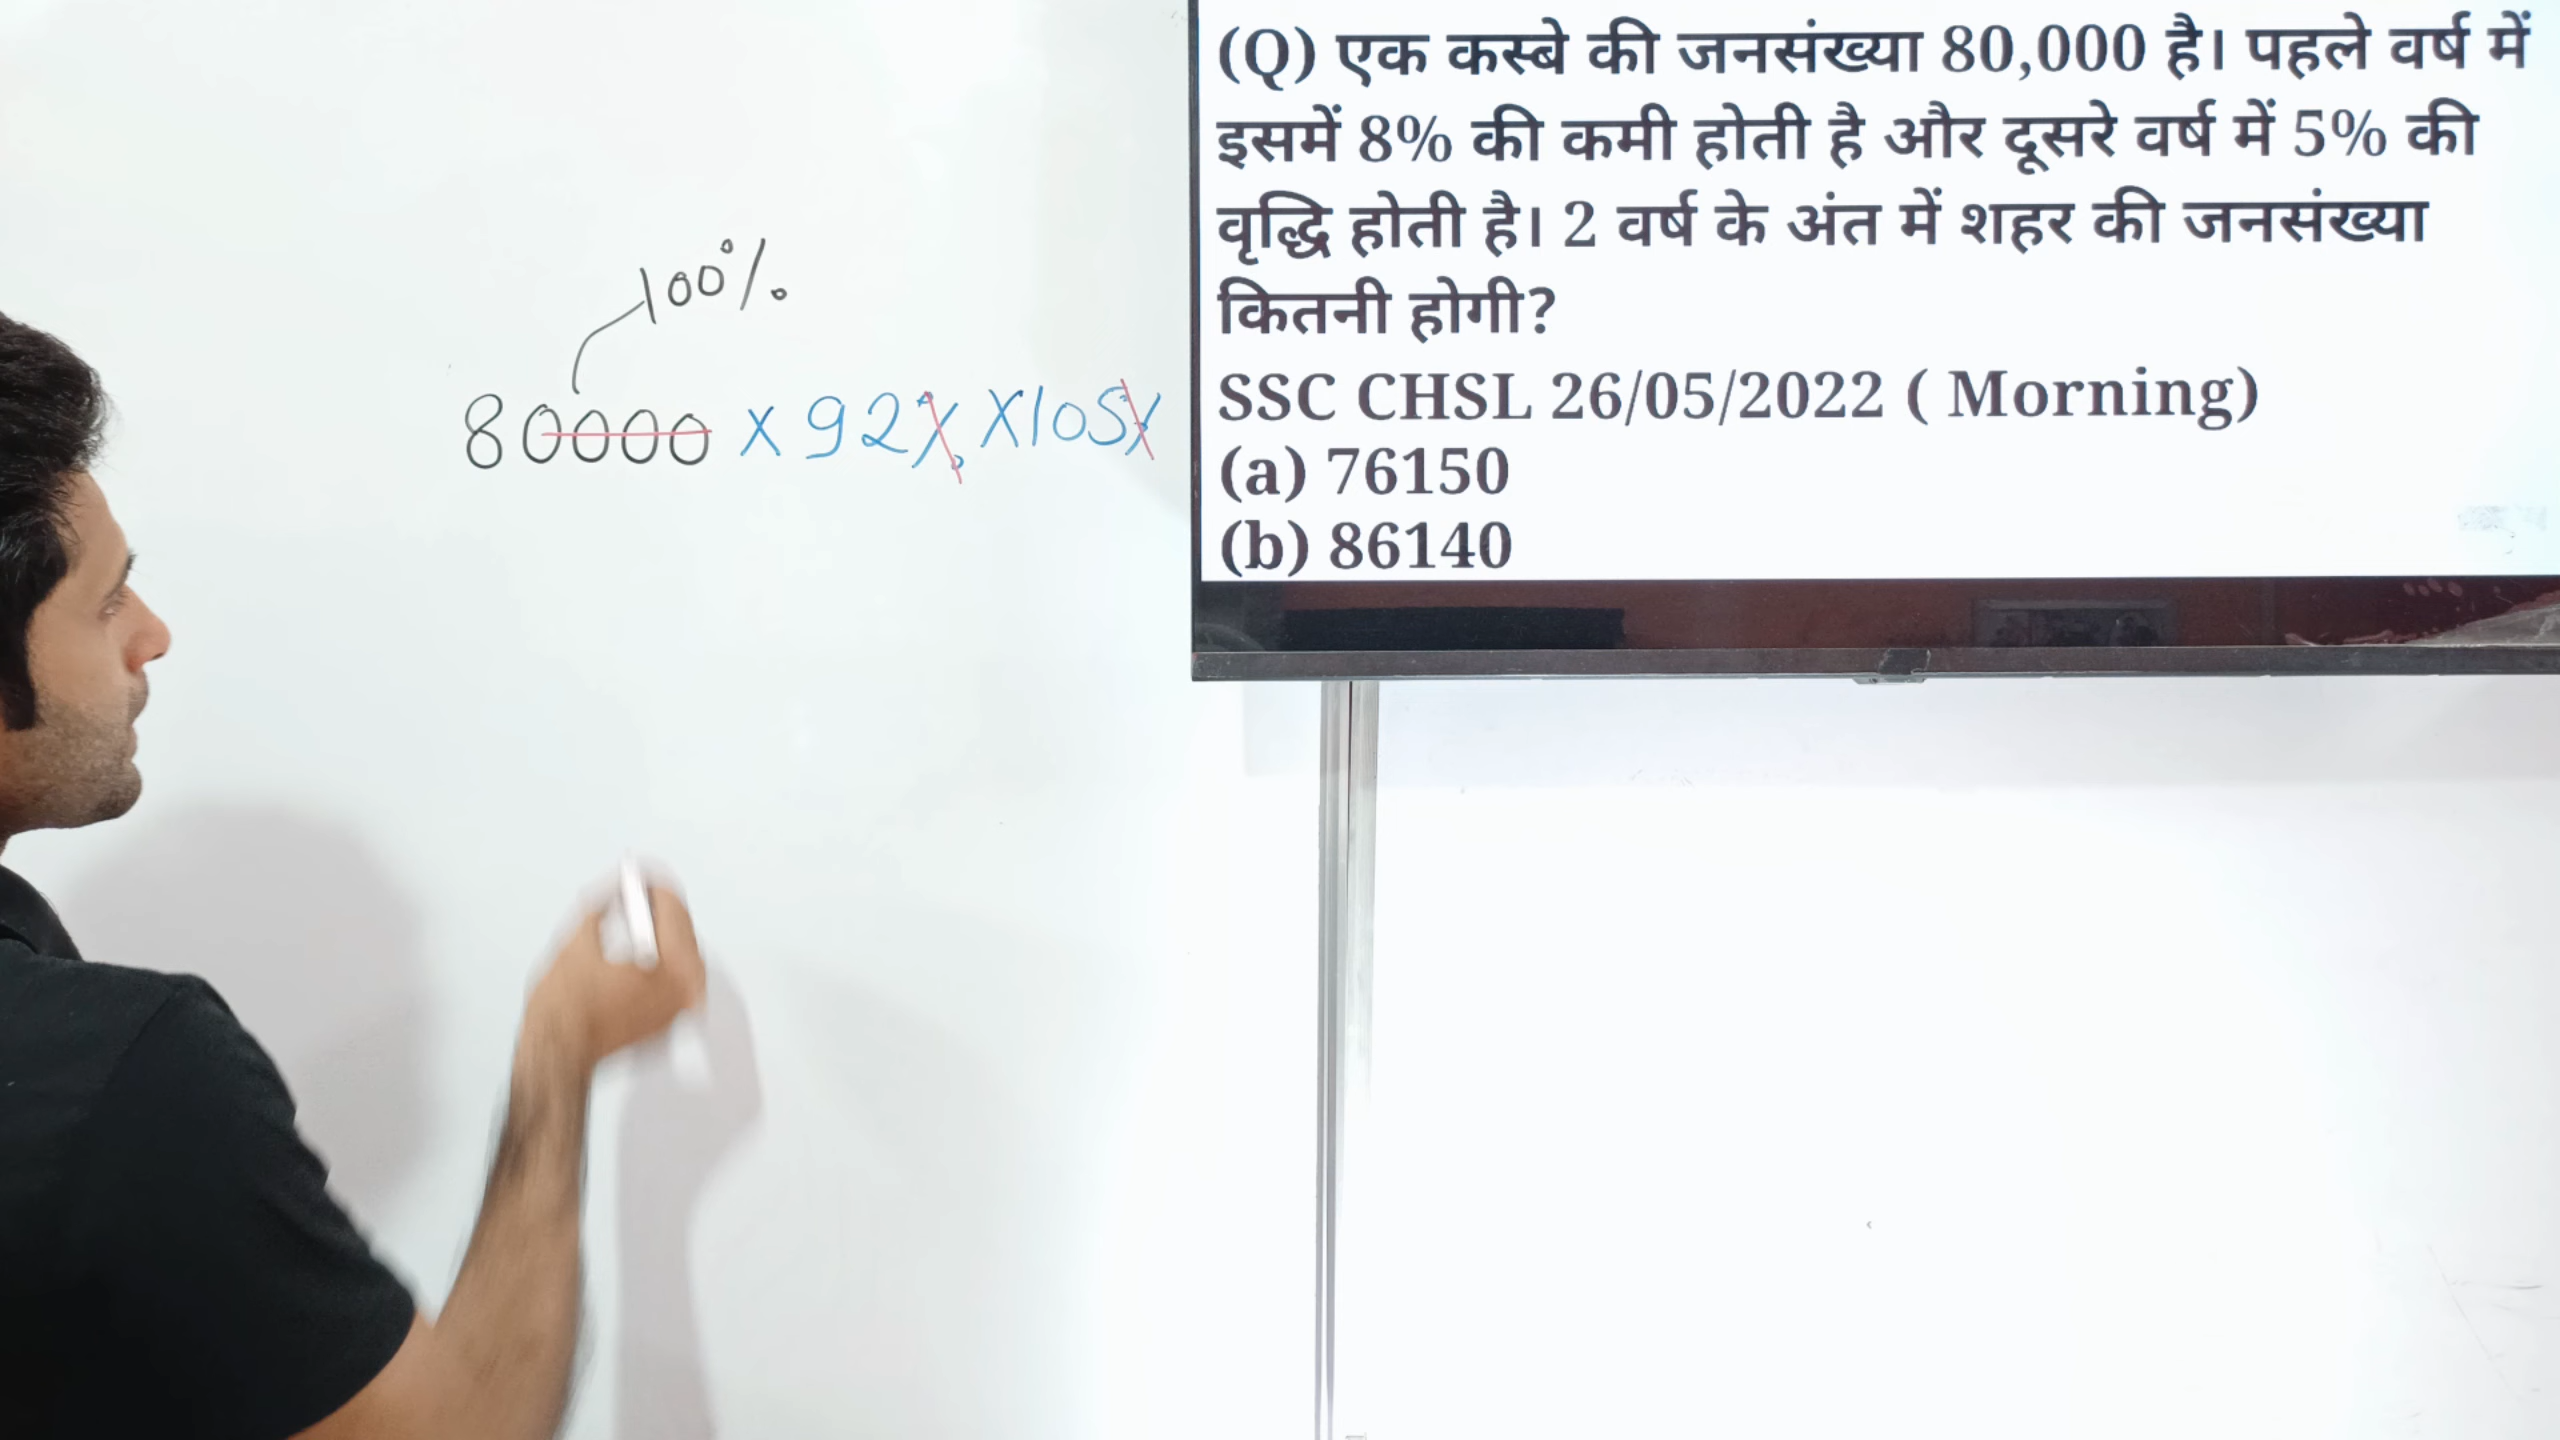 100%
80000 x 92% x105%
(Q) एक कस्बे की जनसंख्या 80,000 है। पहले वर्ष में
इसमें 8% की कमी होती है और दूसरे वर्ष में 5% की
वृद्धि होती है। 2 वर्ष के अंत में शहर की जनसंख्या
कितनी होगी?
SSC CHSL 26/05/2022 ( Morning)
(a) 76150
(b) 86140